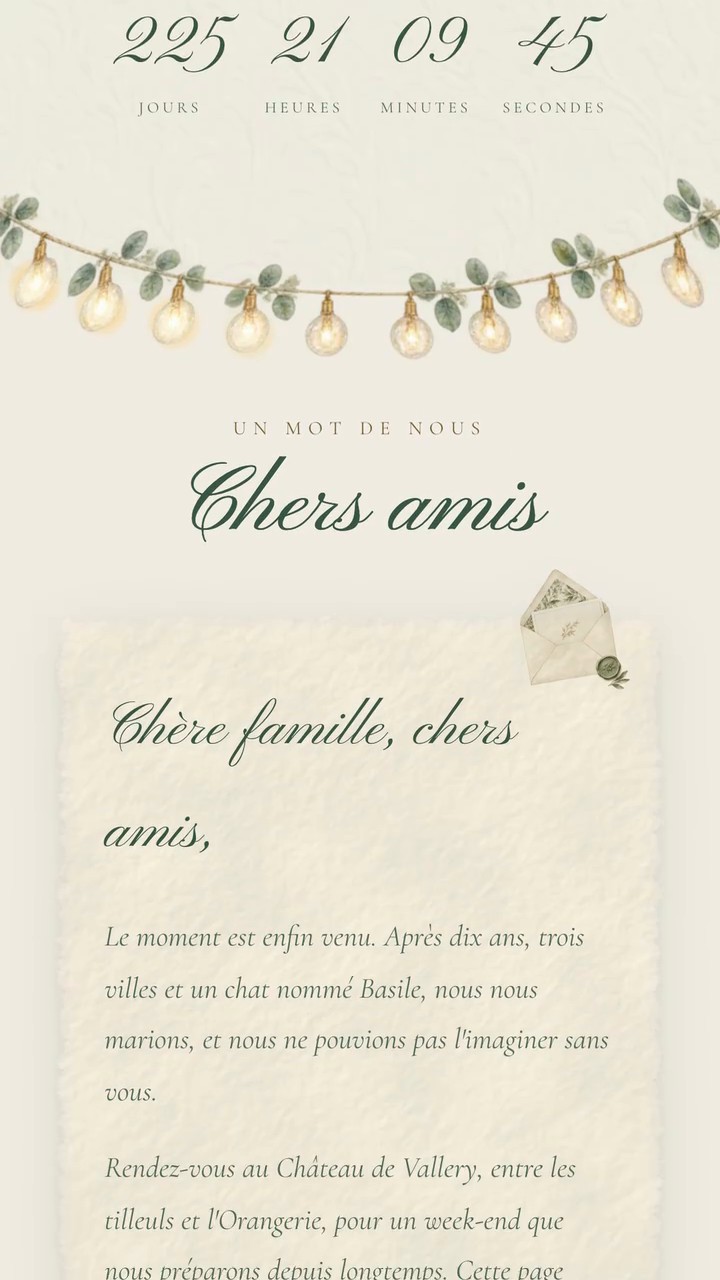 225 21 09 45
JOURS HEURES MINUTES SECONDES
UN MOT DE NOUS
Chers amis
Chère famille, chers
amis,
Le moment est enfin venu. Après dix ans, trois
villes et un chat nommé Basile, nous nous
marions, et nous ne pouvions pas l'imaginer sans
vous.
Rendez-vous au Château de Vallery, entre les
tilleuls et l'Orangerie, pour un week-end que
nous préparons depuis longtemps. Cette page